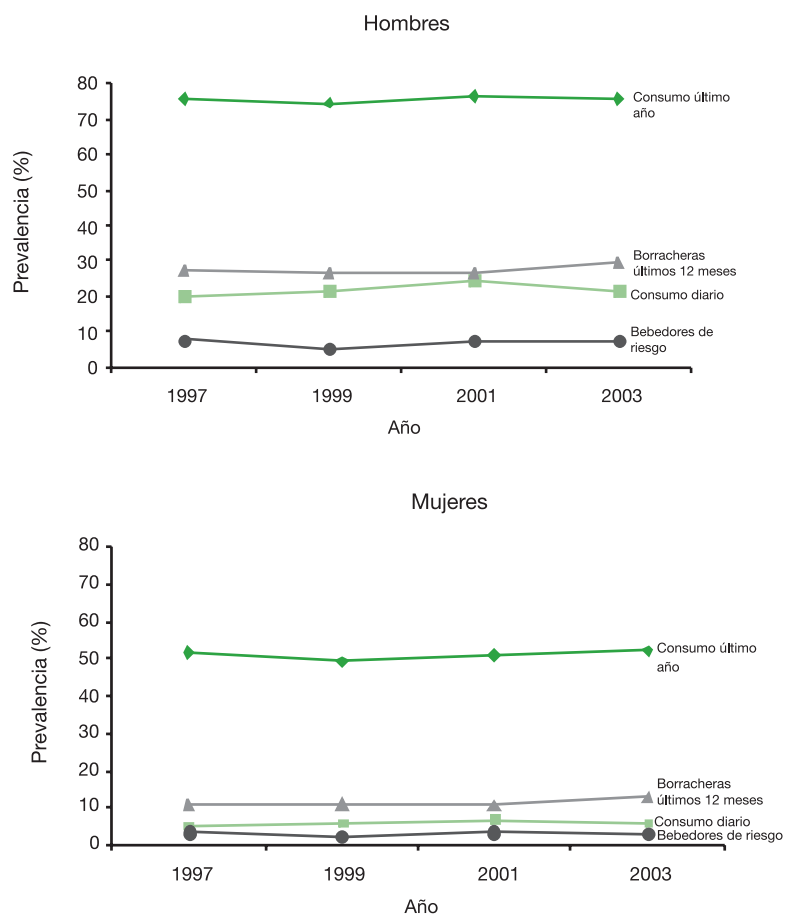 Hombres
Prevalencia (%)
80
70
60
50
40
30
20
10
0
Consumo último
año
Borracheras
últimos 12 meses
Consumo diario
Bebedores de
riesgo
1997 1999 2001 2003
Año
Mujeres
Prevalencia (%)
80
70
60
50
40
30
20
10
0
Consumo último
año
Borracheras
últimos 12 meses
Consumo diario
Bebedores de riesgo
1997 1999 2001 2003
Año